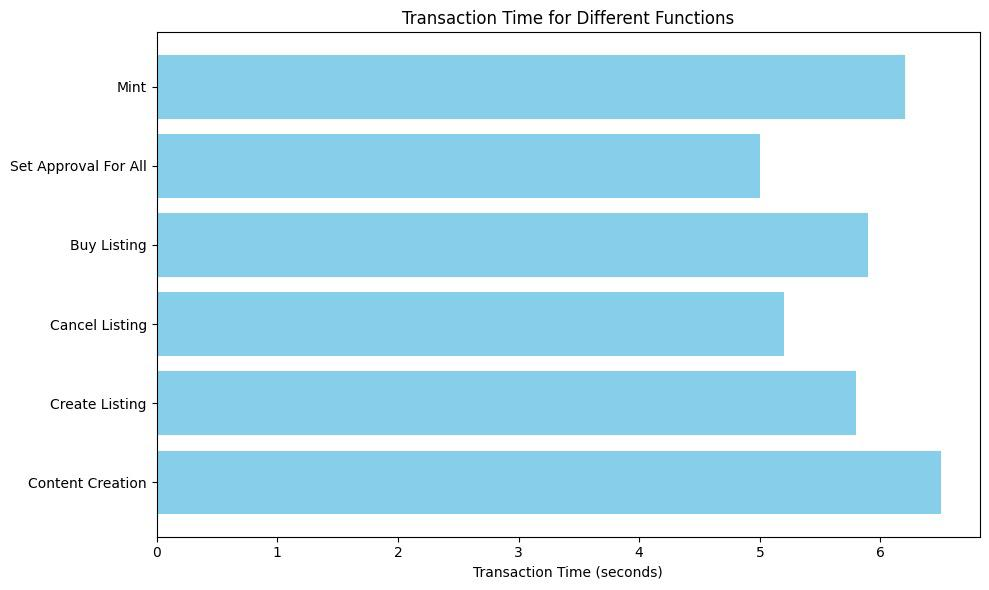 Transaction Time for Different Functions
Mint
Set Approval For All
Buy Listing
Cancel Listing
Create Listing
Content Creation
0 1 2 3 4 5 6
Transaction Time (seconds)